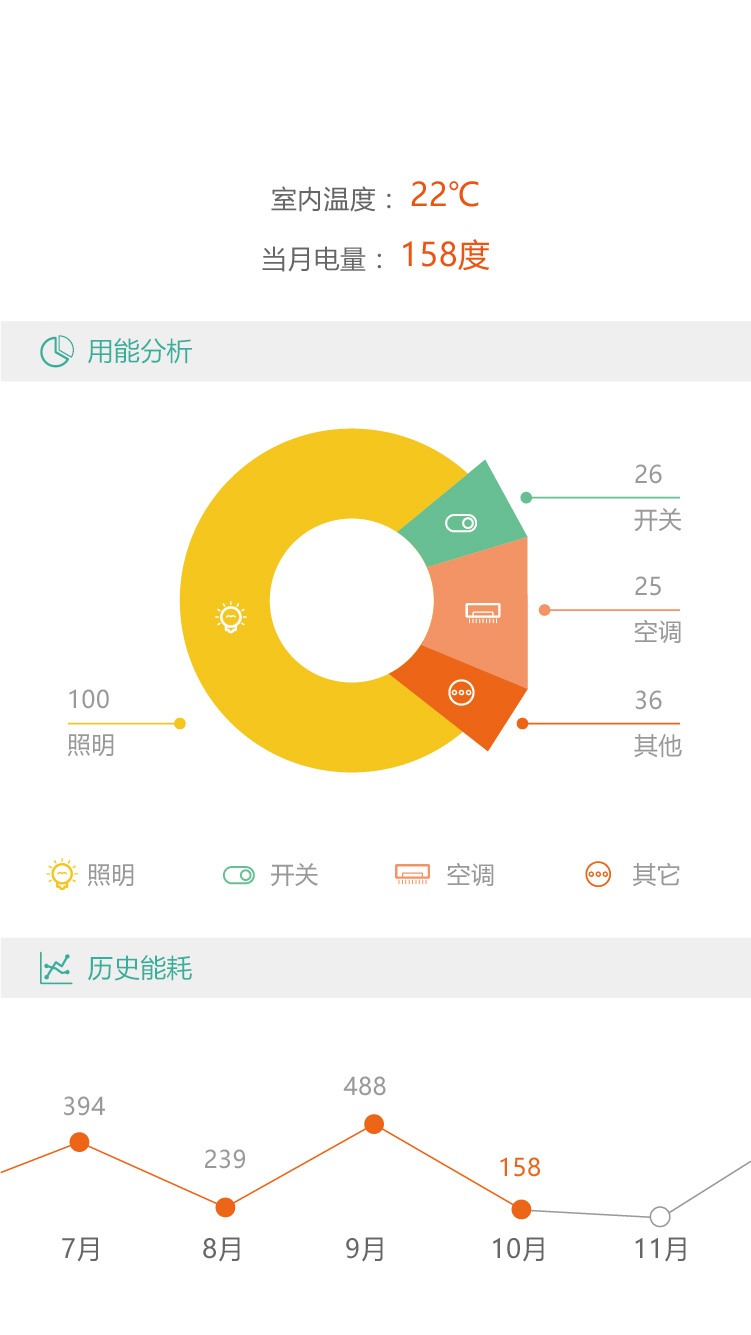 室内温度： 22℃
当月电量： 158度
用能分析
26
开关
25
空调
100
照明
36
其他
照明 开关 空调 其它
历史能耗
394
239
488
158
7月 8月 9月 10月 11月